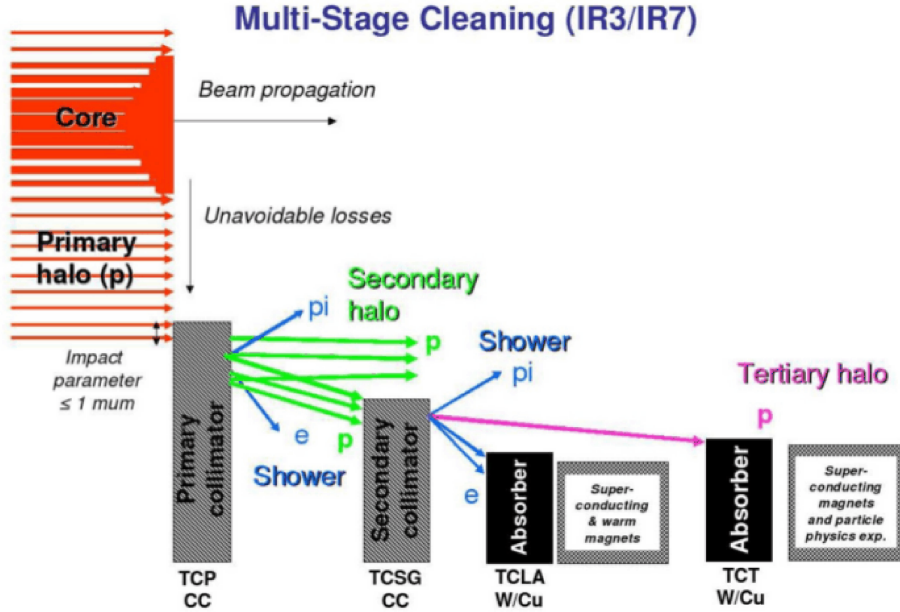 Multi-Stage Cleaning (IR3/IR7)
Core
Beam propagation
Unavoidable losses
Primary
halo (p)
Impact
parameter
≤ 1 mum
Secondary
halo
pi
p
e
p
Shower
Primary
collimator
TCP
CC
Shower
pi
e
Secondary
collimator
TCSG
CC
Absorber
TCLA
W/Cu
Super-
conducting
& warm
magnets
Tertiary halo
p
Absorber
TCT
W/Cu
Super-
conducting
magnets
and particle
physics exp.